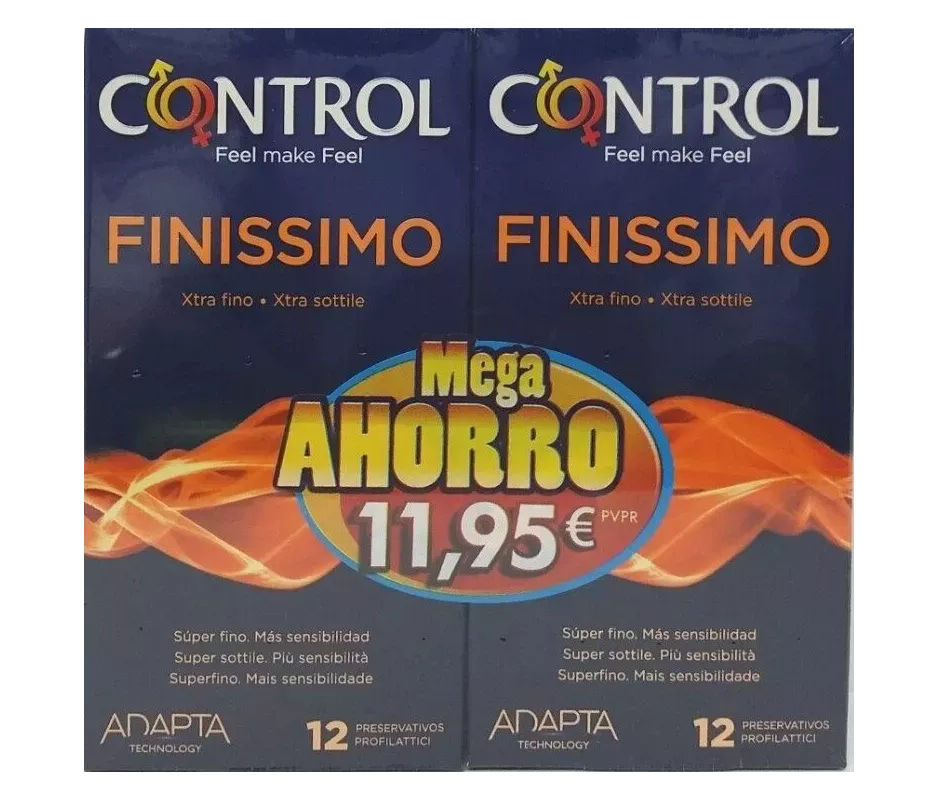 CONTROL
Feel make Feel
FINISSIMO
Xtra fino • Xtra sottile
CONTROL
Feel make Feel
FINISSIMO
Xtra fino • Xtra sottile
Mega
AHORRO
11,95€ PVPR
Súper fino. Más sensibilidad
Super sottile. Più sensibilità
Superfino. Mais sensibilidade
ADAPTA
TECHNOLOGY
12 PRESERVATIVOS
PROFILATTICI
Súper fino. Más sensibilidad
Super sottile. Più sensibilità
Superfino. Mais sensibilidade
ADAPTA
TECHNOLOGY
12 PRESERVATIVOS
PROFILATTICI